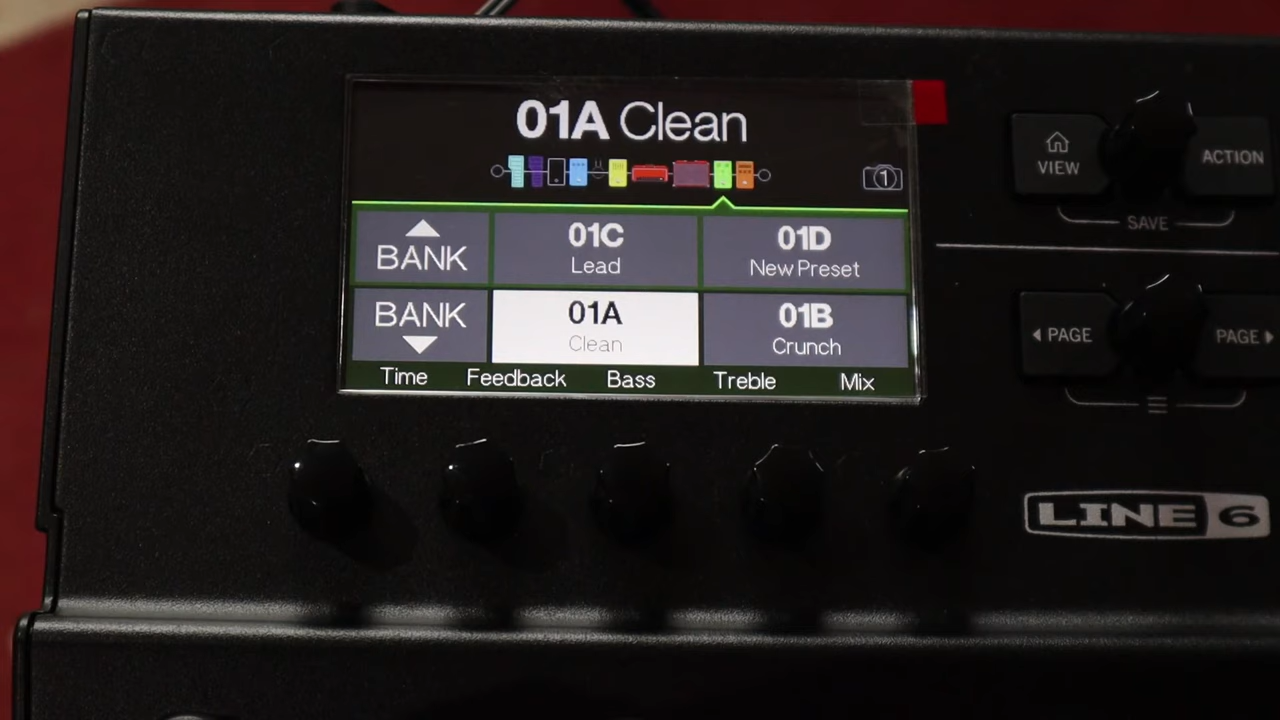 01A Clean
1
BANK
01C
Lead
01D
New Preset
BANK
01A
Clean
01B
Crunch
Time Feedback Bass Treble Mix
VIEW
ACTION
SAVE
PAGE
PAGE
LINE 6